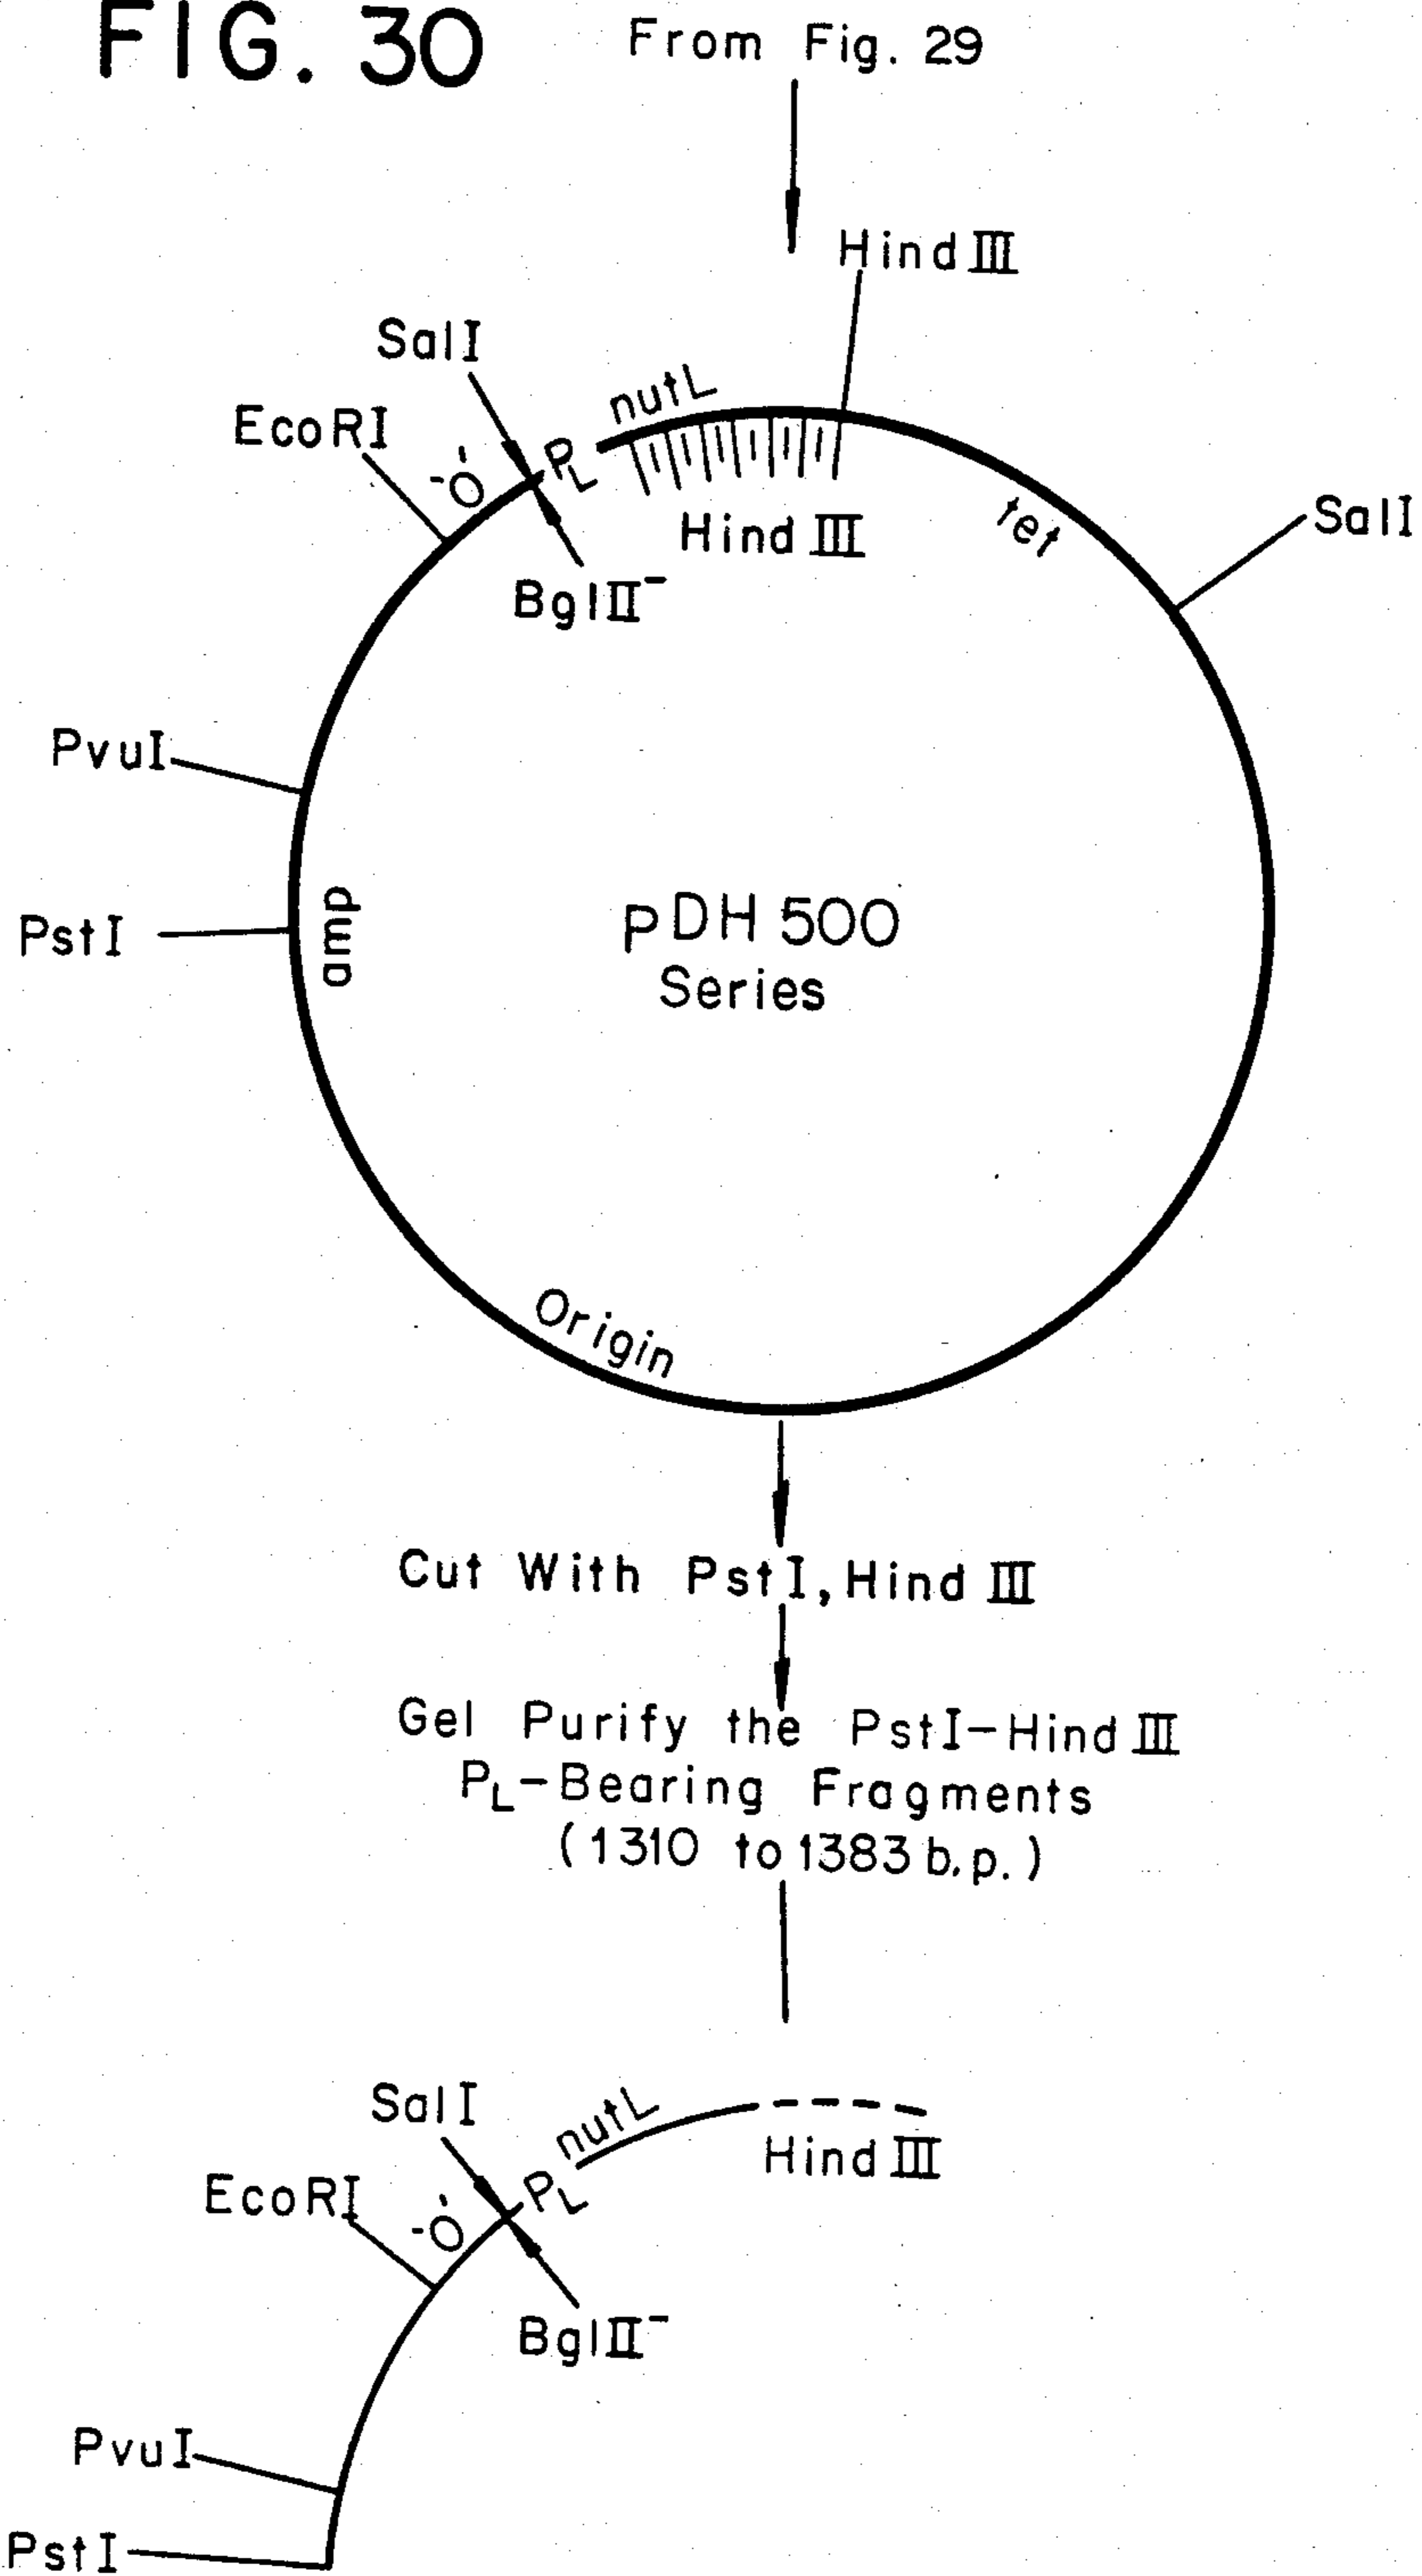 FIG. 30
From Fig. 29
Hind III
SalI
nutL
EcoRI
-O-
PL
Hind III
tet
SalI
BglII-
PvuI
PstI
amp
pDH 500
Series
Origin
Cut With PstI, Hind III
Gel Purify the PstI-Hind III
PL-Bearing Fragments
(1310 to 1383 b.p.)
SalI
nutL
Hind III
EcoRI
-O-
PL
BglII-
PvuI
PstI